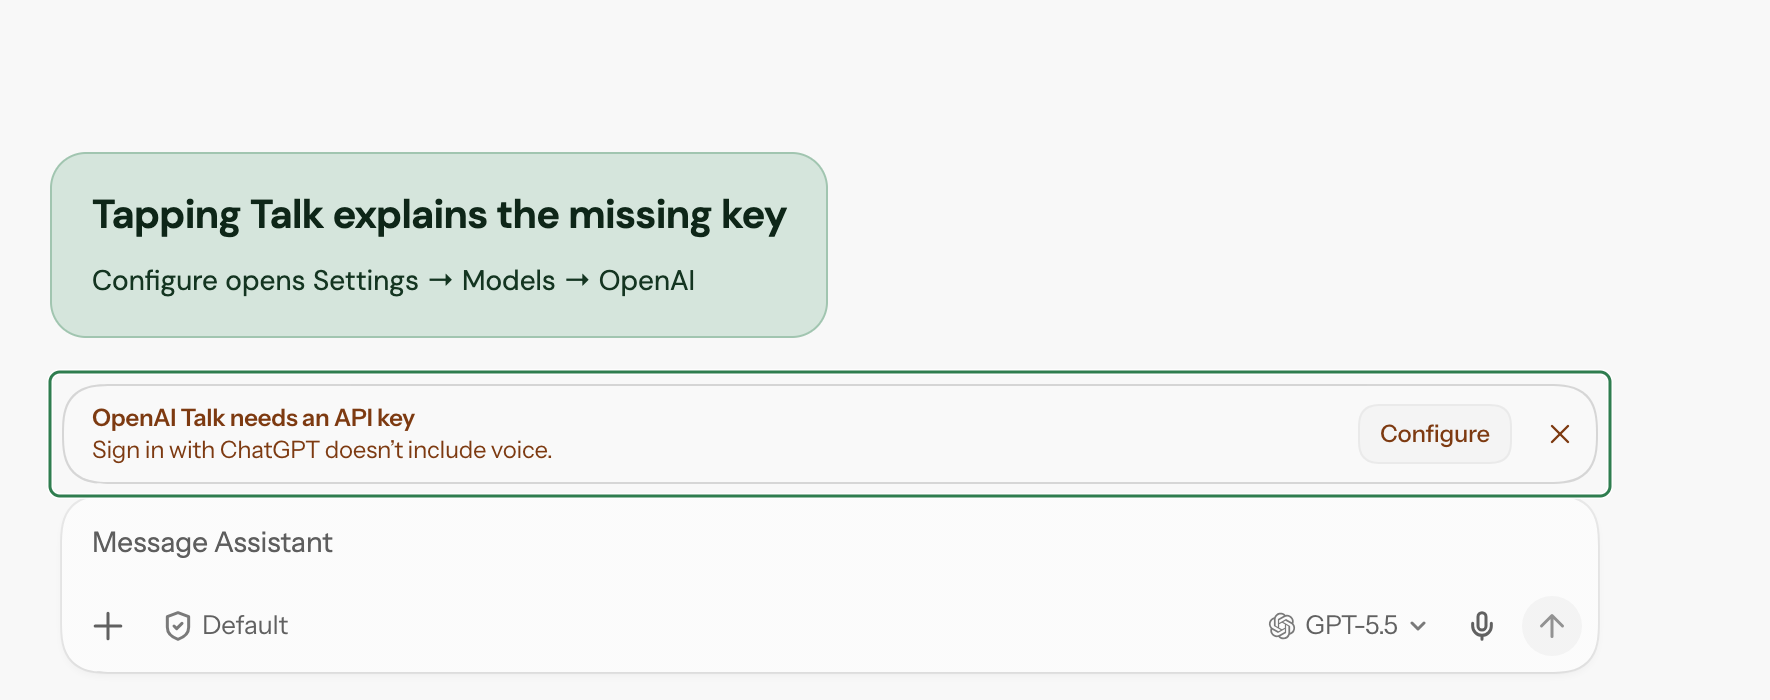 Tapping Talk explains the missing key
Configure opens Settings → Models → OpenAI
OpenAI Talk needs an API key
Sign in with ChatGPT doesn’t include voice.
Configure
Message Assistant
Default
GPT-5.5